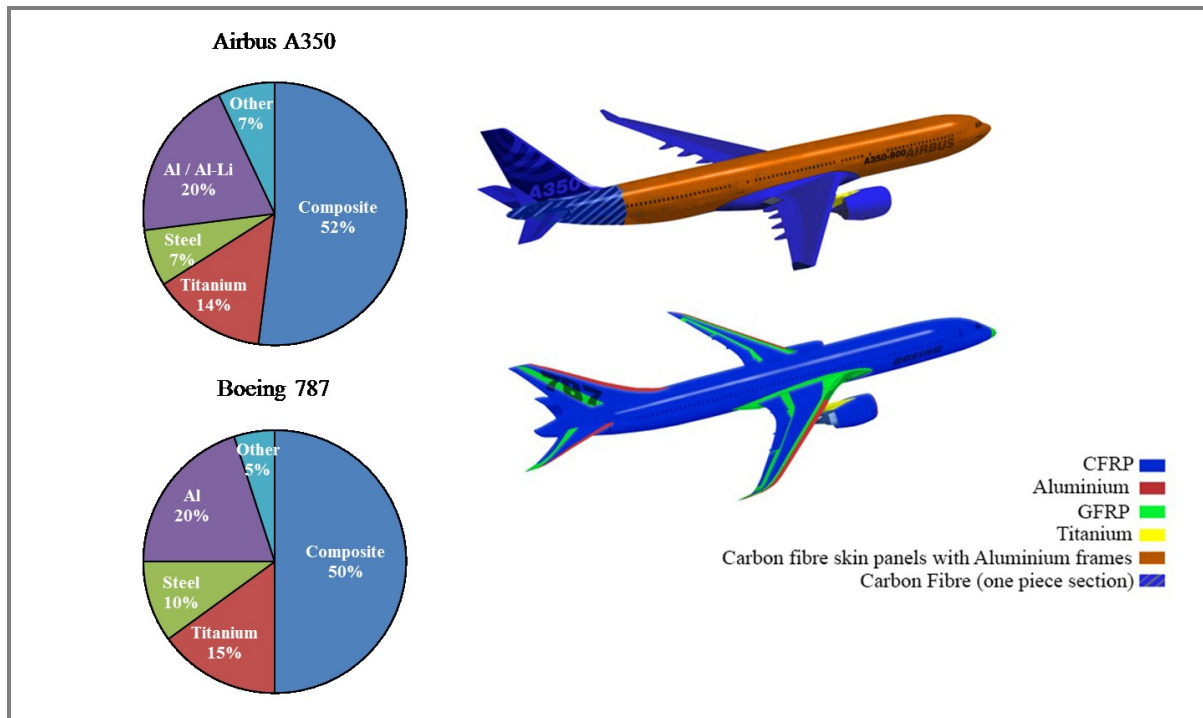 Airbus A350
Other
7%
Al / Al-Li
20%
Composite
52%
Steel
7%
Titanium
14%
A350
A350-900 AIRBUS
Boeing 787
Other
5%
Al
20%
Composite
50%
Steel
10%
Titanium
15%
787
BOEING
CFRP
Aluminium
GFRP
Titanium
Carbon fibre skin panels with Aluminium frames
Carbon Fibre (one piece section)